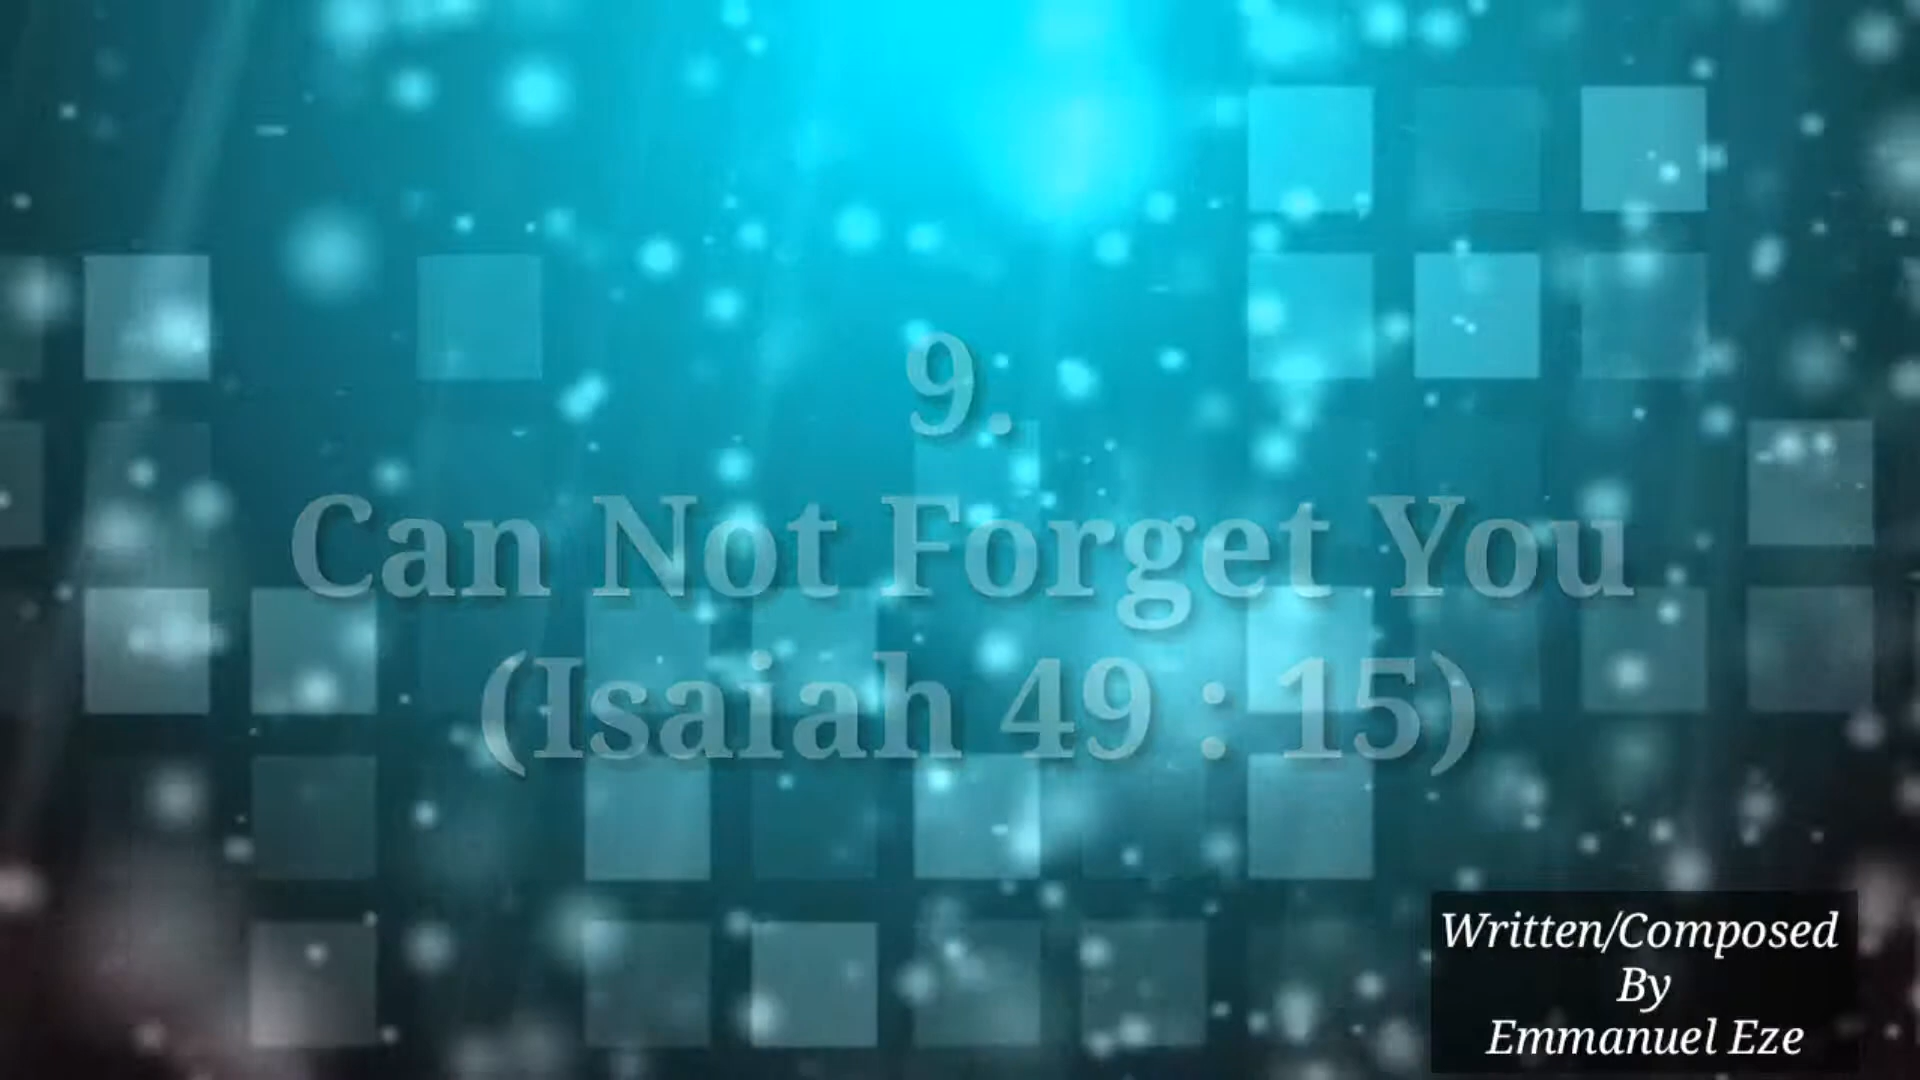 9.
Can Not Forget You
(Isaiah 49 : 15)
Written/Composed
By
Emmanuel Eze